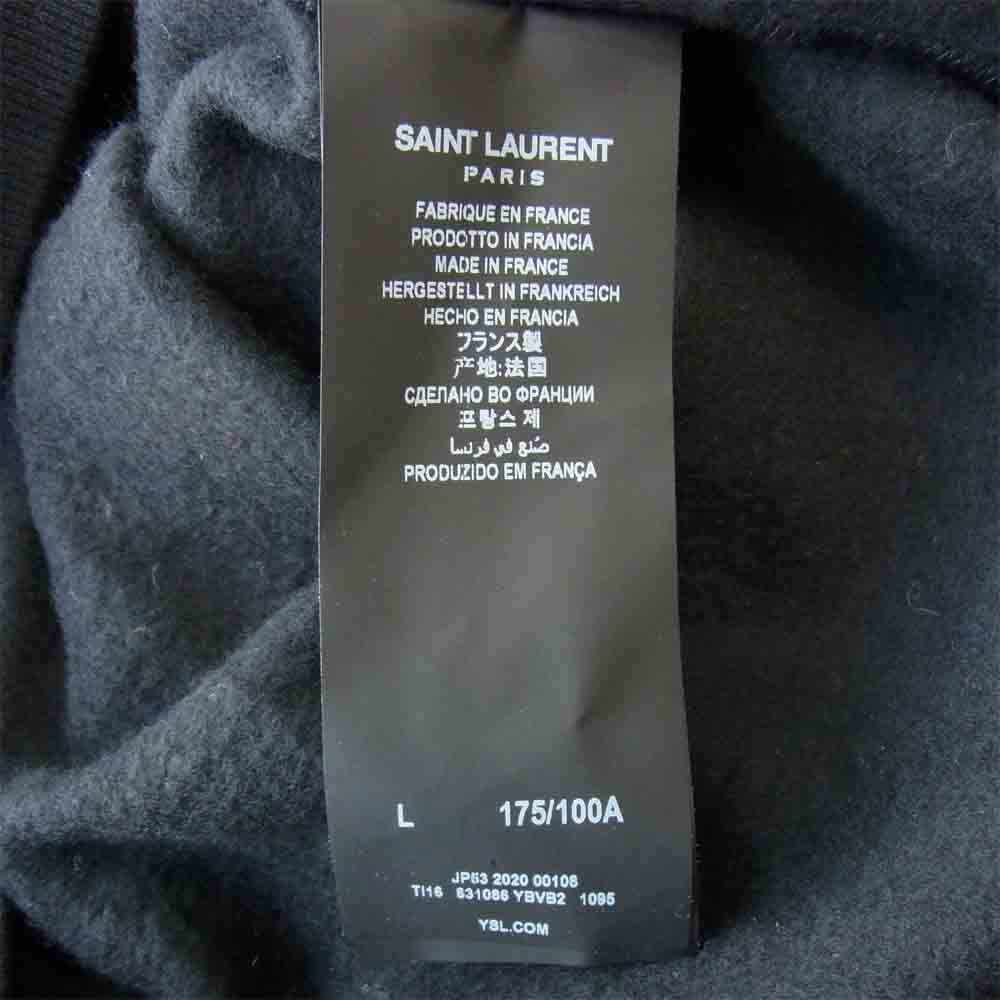 SAINT LAURENT
PARIS
FABRIQUE EN FRANCE
PRODOTTO IN FRANCIA
MADE IN FRANCE
HERGESTELLT IN FRANKREICH
HECHO EN FRANCIA
フランス製
产地:法国
СДЕЛАНО ВО ФРАНЦИИ
프랑스 제
صُنع في فرنسا
PRODUZIDO EM FRANÇA
L 175/100A
JP53 2020 00108
TI16 631086 YBVB2 1095
YSL.COM